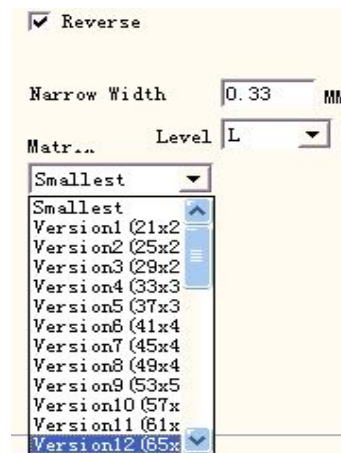 Reverse
Narrow Width 0.33 MM
Level L
Matr...
Smallest
Smallest
Version1 (21x2
Version2 (25x2
Version3 (29x2
Version4 (33x3
Version5 (37x3
Version6 (41x4
Version7 (45x4
Version8 (49x4
Version9 (53x5
Version10 (57x
Version11 (61x
Version12 (65x